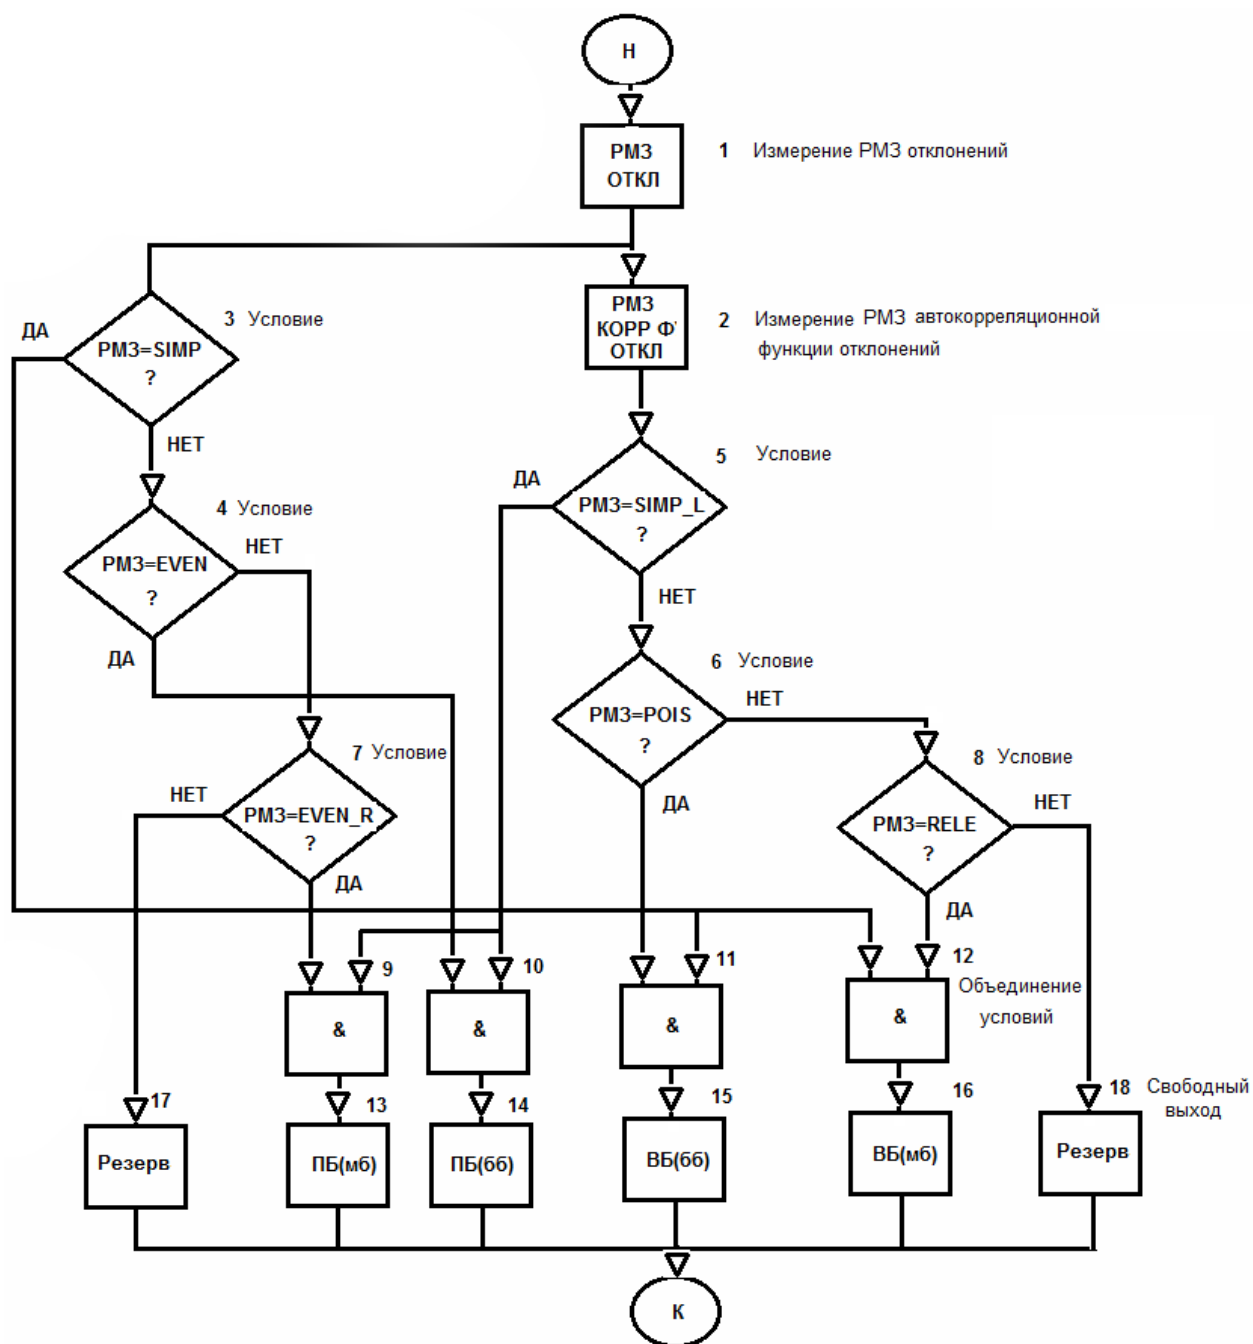 Н
РМЗ
ОТКЛ
1 Измерение РМЗ отклонений
РМЗ
КОРР Ф
ОТКЛ
2 Измерение РМЗ автокорреляционной
функции отклонений
3 Условие
ДА
РМЗ=SIMP
?
НЕТ
4 Условие
НЕТ
РМЗ=EVEN
?
ДА
5 Условие
ДА
РМЗ=SIMP_L
?
НЕТ
6 Условие
НЕТ
РМЗ=POIS
?
ДА
7 Условие
НЕТ
РМЗ=EVEN_R
?
ДА
8 Условие
НЕТ
РМЗ=RELE
?
ДА
9
10
11
12
Объединение
условий
&
&
&
&
17
13
14
15
16
18 Свободный
выход
Резерв
ПБ(мб)
ПБ(бб)
ВБ(бб)
ВБ(мб)
Резерв
К